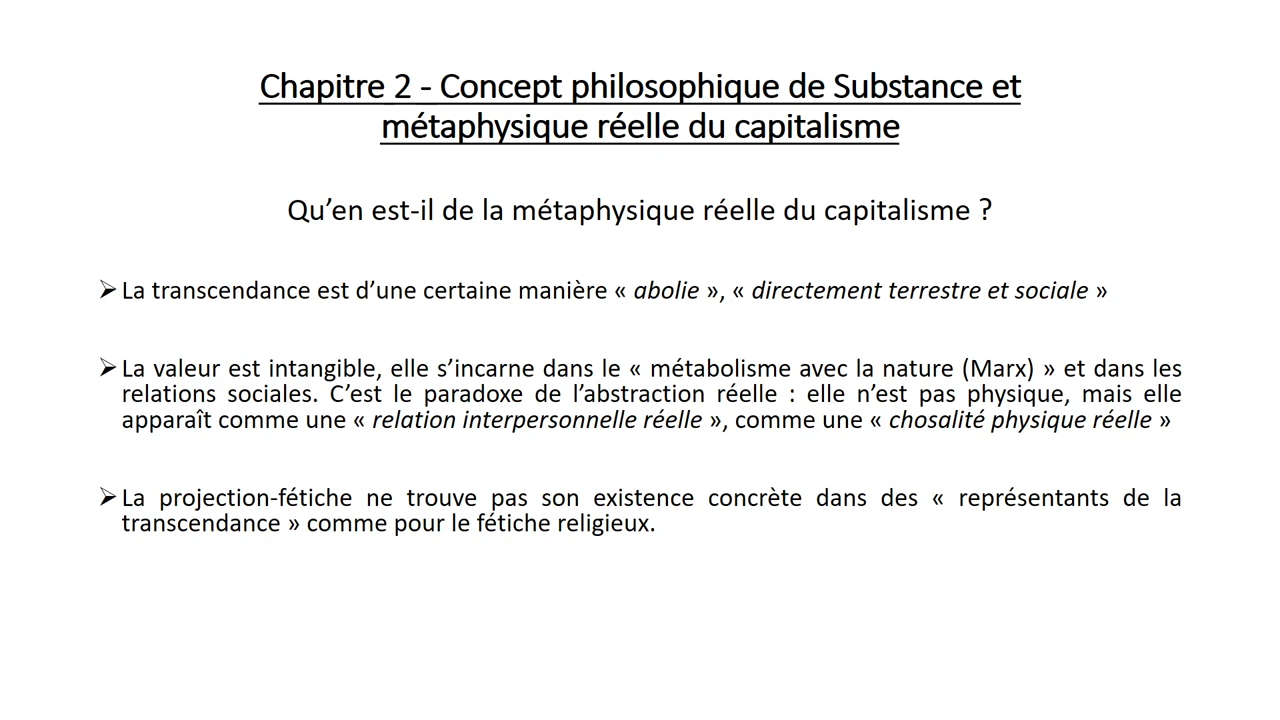 Chapitre 2 - Concept philosophique de Substance et
métaphysique réelle du capitalisme
Qu’en est-il de la métaphysique réelle du capitalisme ?
➢ La transcendance est d’une certaine manière « abolie », « directement terrestre et sociale »
➢ La valeur est intangible, elle s’incarne dans le « métabolisme avec la nature (Marx) » et dans les
relations sociales. C’est le paradoxe de l’abstraction réelle : elle n’est pas physique, mais elle
apparaît comme une « relation interpersonnelle réelle », comme une « chosalité physique réelle »
➢ La projection-fétiche ne trouve pas son existence concrète dans des « représentants de la
transcendance » comme pour le fétiche religieux.